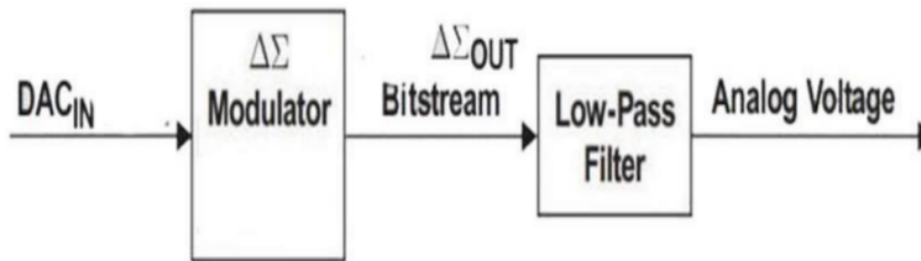 DAC_IN
ΔΣ
Modulator
ΔΣ_OUT
Bitstream
Low-Pass
Filter
Analog Voltage